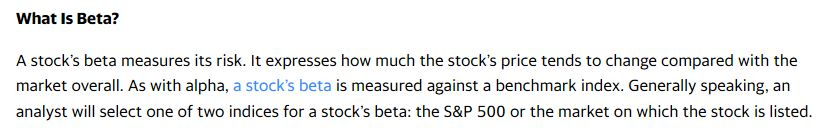 What Is Beta?
A stock’s beta measures its risk. It expresses how much the stock’s price tends to change compared with the
market overall. As with alpha, a stock’s beta is measured against a benchmark index. Generally speaking, an
analyst will select one of two indices for a stock’s beta: the S&P 500 or the market on which the stock is listed.